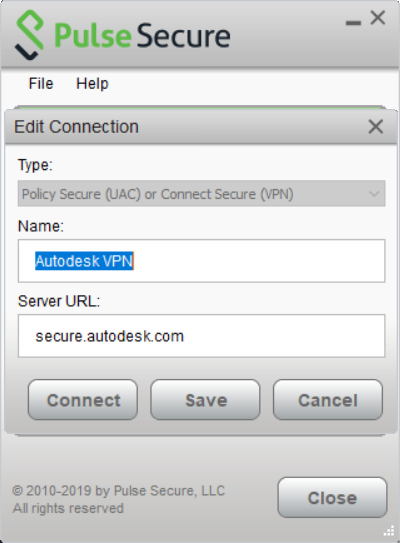 Pulse Secure
File Help
Edit Connection
Type:
Policy Secure (UAC) or Connect Secure (VPN)
Name:
Autodesk VPN
Server URL:
secure.autodesk.com
Connect Save Cancel
© 2010-2019 by Pulse Secure, LLC
All rights reserved
Close